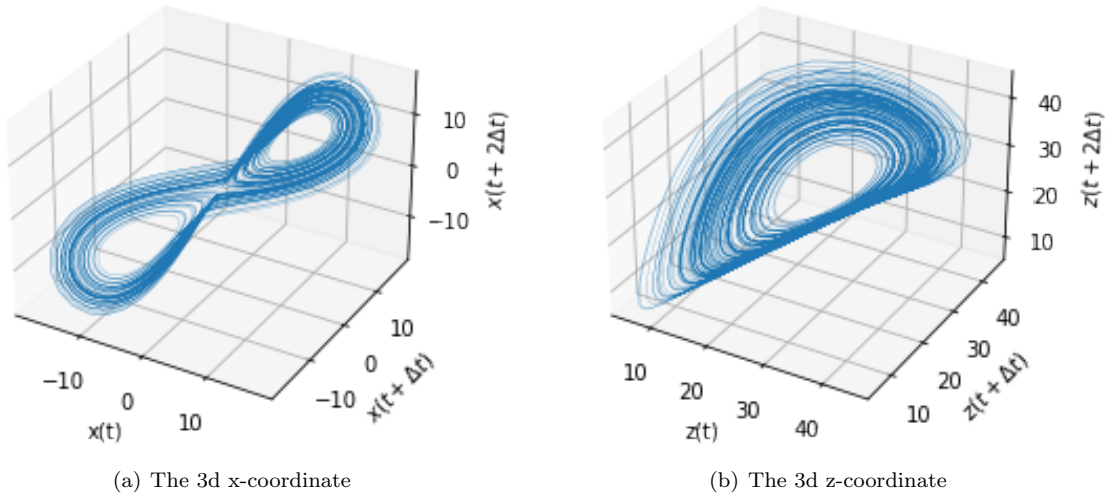 10
0
−10
x(t + 2Δt)
−10
0
10
x(t)
−10
0
10
x(t + Δt)
40
30
20
10
z(t + 2Δt)
10
20
30
40
z(t)
10
20
30
40
z(t + Δt)
(a) The 3d x-coordinate
(b) The 3d z-coordinate